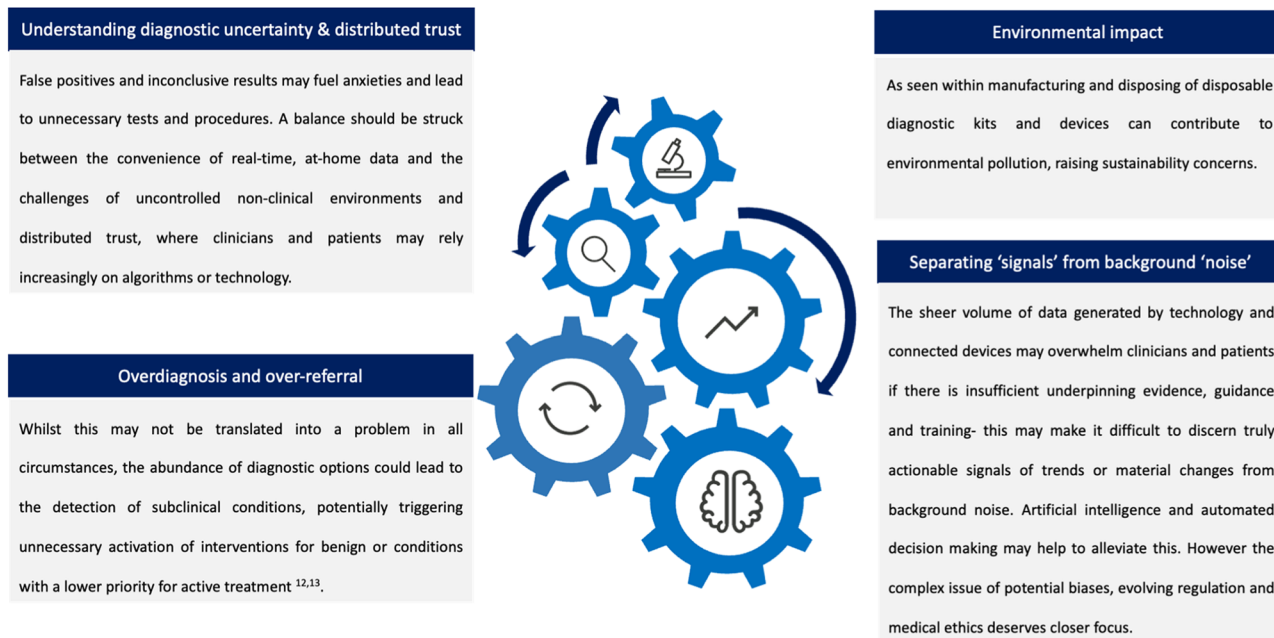 Understanding diagnostic uncertainty & distributed trust
False positives and inconclusive results may fuel anxieties and lead
to unnecessary tests and procedures. A balance should be struck
between the convenience of real-time, at-home data and the
challenges of uncontrolled non-clinical environments and
distributed trust, where clinicians and patients may rely
increasingly on algorithms or technology.
Overdiagnosis and over-referral
Whilst this may not be translated into a problem in all
circumstances, the abundance of diagnostic options could lead to
the detection of subclinical conditions, potentially triggering
unnecessary activation of interventions for benign or conditions
with a lower priority for active treatment 12,13.
Environmental impact
As seen within manufacturing and disposing of disposable
diagnostic kits and devices can contribute to
environmental pollution, raising sustainability concerns.
Separating ‘signals’ from background ‘noise’
The sheer volume of data generated by technology and
connected devices may overwhelm clinicians and patients
if there is insufficient underpinning evidence, guidance
and training- this may make it difficult to discern truly
actionable signals of trends or material changes from
background noise. Artificial intelligence and automated
decision making may help to alleviate this. However the
complex issue of potential biases, evolving regulation and
medical ethics deserves closer focus.